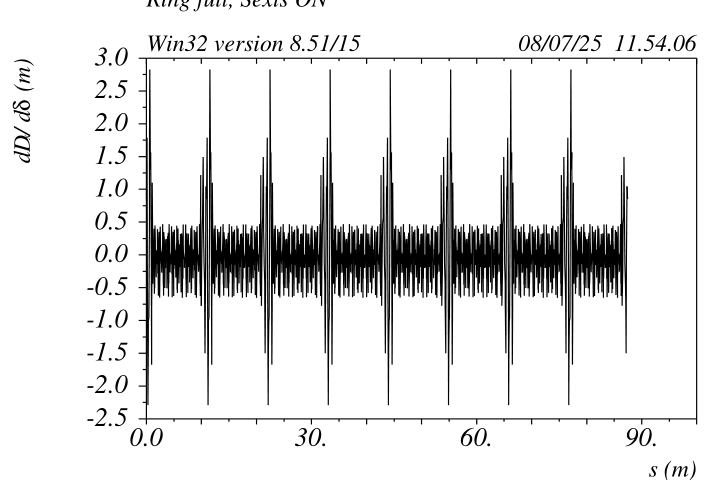 Ring full, Sexts ON
Win32 version 8.51/15 08/07/25 11.54.06
dD/ dδ (m)
3.0
2.5
2.0
1.5
1.0
0.5
0.0
-0.5
-1.0
-1.5
-2.0
-2.5
0.0 30. 60. 90.
s (m)